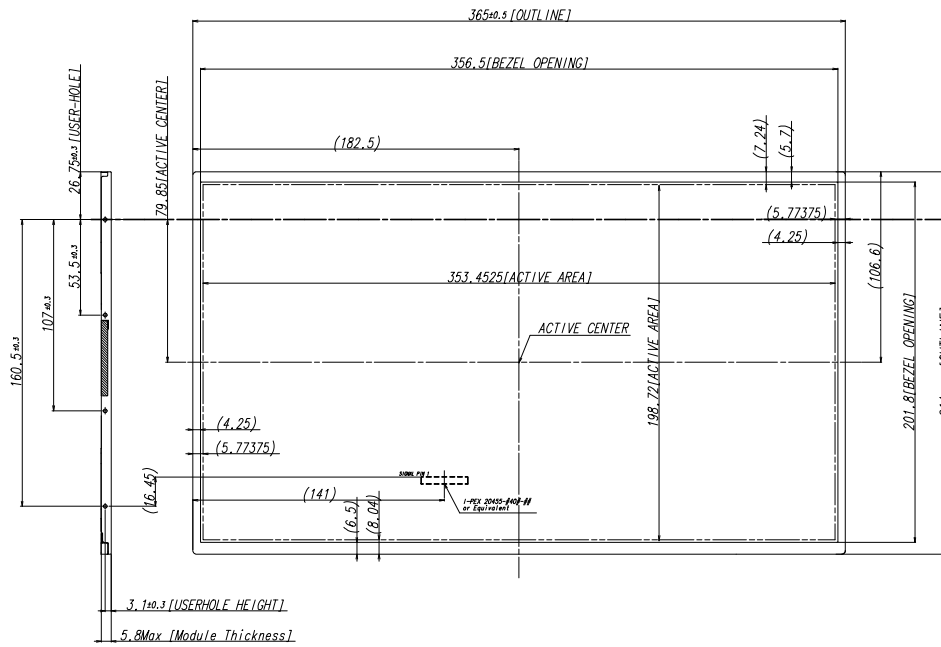 365±0.5[OUTLINE]
356.5[BEZEL OPENING]
26.75±0.3[USER-HOLE]
79.85[ACTIVE CENTER]
(182.5)
(7.24)
(5.7)
(5.77375)
(4.25)
(106.6)
53.5±0.3
107±0.3
160.5±0.3
353.4525[ACTIVE AREA]
ACTIVE CENTER
198.72[ACTIVE AREA]
201.8[BEZEL OPENING]
(4.25)
(5.77375)
SIGNAL PIN 1
(16.45)
(141)
(6.5)
(8.04)
I-PEX 20455-#40#-##
or Equivalent
3.1±0.3[USERHOLE HEIGHT]
5.8Max [Module Thickness]